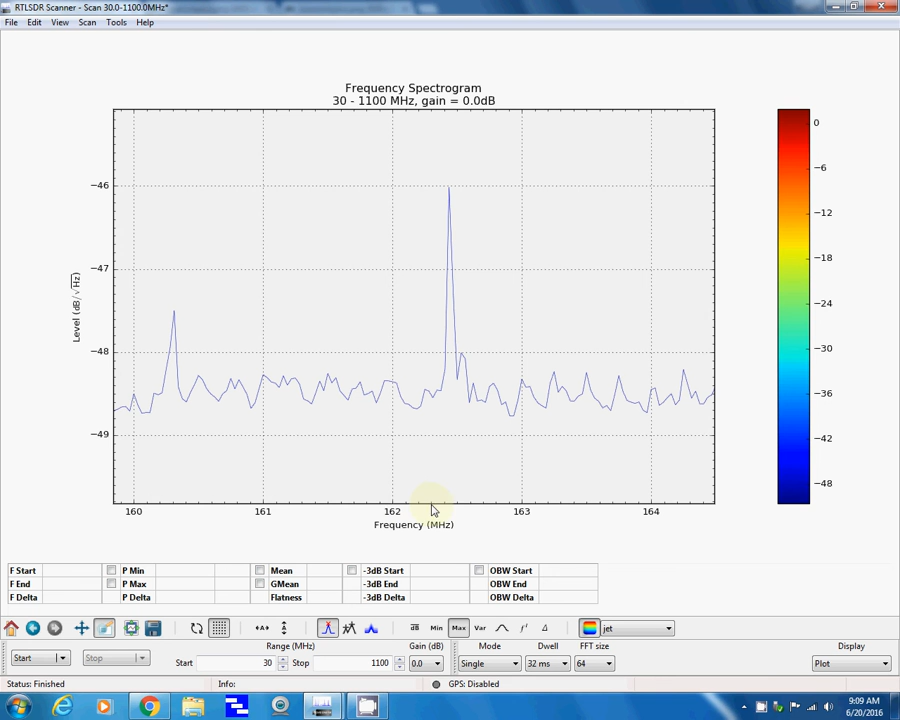 RTLSDR Scanner - Scan 30.0-1100.0MHz*
File Edit View Scan Tools Help
Frequency Spectrogram
30 - 1100 MHz, gain = 0.0dB
0
−6
−12
−18
−24
−30
−36
−42
−48
−46
−47
−48
−49
Level (dB/√Hz)
160 161 162 163 164
Frequency (MHz)
F Start P Min Mean -3dB Start OBW Start
F End P Max GMean -3dB End OBW End
F Delta P Delta Flatness -3dB Delta OBW Delta
dB Min Max Var f' Δ jet
Range (MHz) Gain (dB) Mode Dwell FFT size Display
Start Stop Start 30 Stop 1100 0.0 Single 32 ms 64 Plot
Status: Finished Info: GPS: Disabled
9:09 AM
6/20/2016